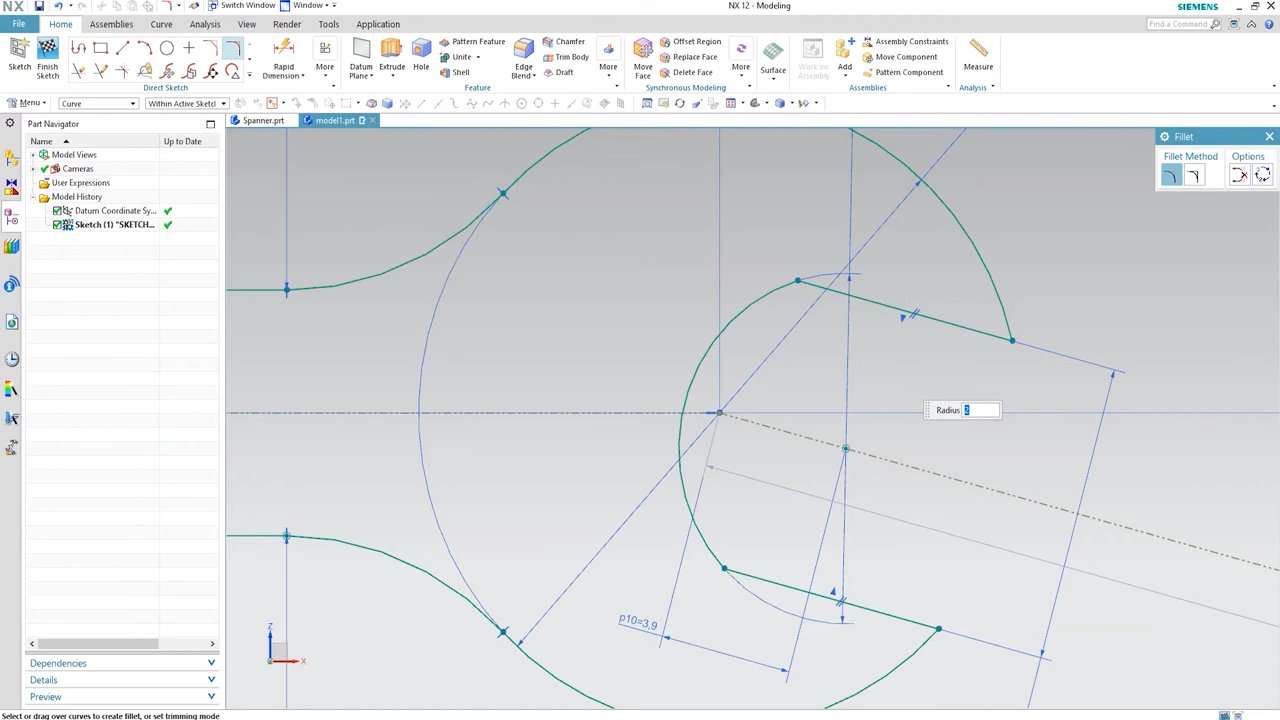 NX
Switch Window
Window
NX 12 - Modeling
SIEMENS
File
Home
Assemblies
Curve
Analysis
View
Render
Tools
Application
Find a Command
Sketch
Finish Sketch
Direct Sketch
Rapid Dimension
More
Datum Plane
Extrude
Hole
Pattern Feature
Unite
Shell
Edge Blend
Chamfer
Trim Body
Draft
More
Feature
Move Face
Offset Region
Replace Face
Delete Face
More
Synchronous Modeling
Surface
Work on Assembly
Add
Assembly Constraints
Move Component
Pattern Component
Assemblies
Measure
Analysis
Menu
Curve
Within Active Sketch
Part Navigator
Spanner.prt
model1.prt
Name
Up to Date
Model Views
Cameras
User Expressions
Model History
Datum Coordinate Sy...
Sketch (1) "SKETCH...
Dependencies
Details
Preview
Fillet
Fillet Method
Options
Radius 2
p10=3,9
Z
X
Select or drag over curves to create fillet, or set trimming mode